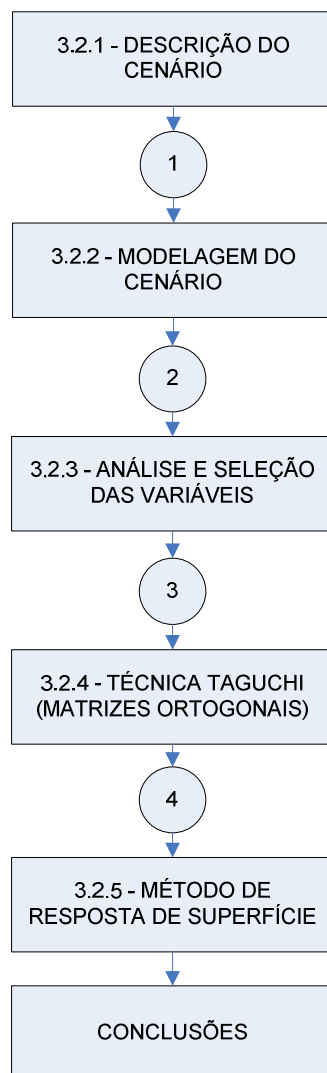 3.2.1 - DESCRIÇÃO DO
CENÁRIO
1
3.2.2 - MODELAGEM DO
CENÁRIO
2
3.2.3 - ANÁLISE E SELEÇÃO
DAS VARIÁVEIS
3
3.2.4 - TÉCNICA TAGUCHI
(MATRIZES ORTOGONAIS)
4
3.2.5 - MÉTODO DE
RESPOSTA DE SUPERFÍCIE
CONCLUSÕES